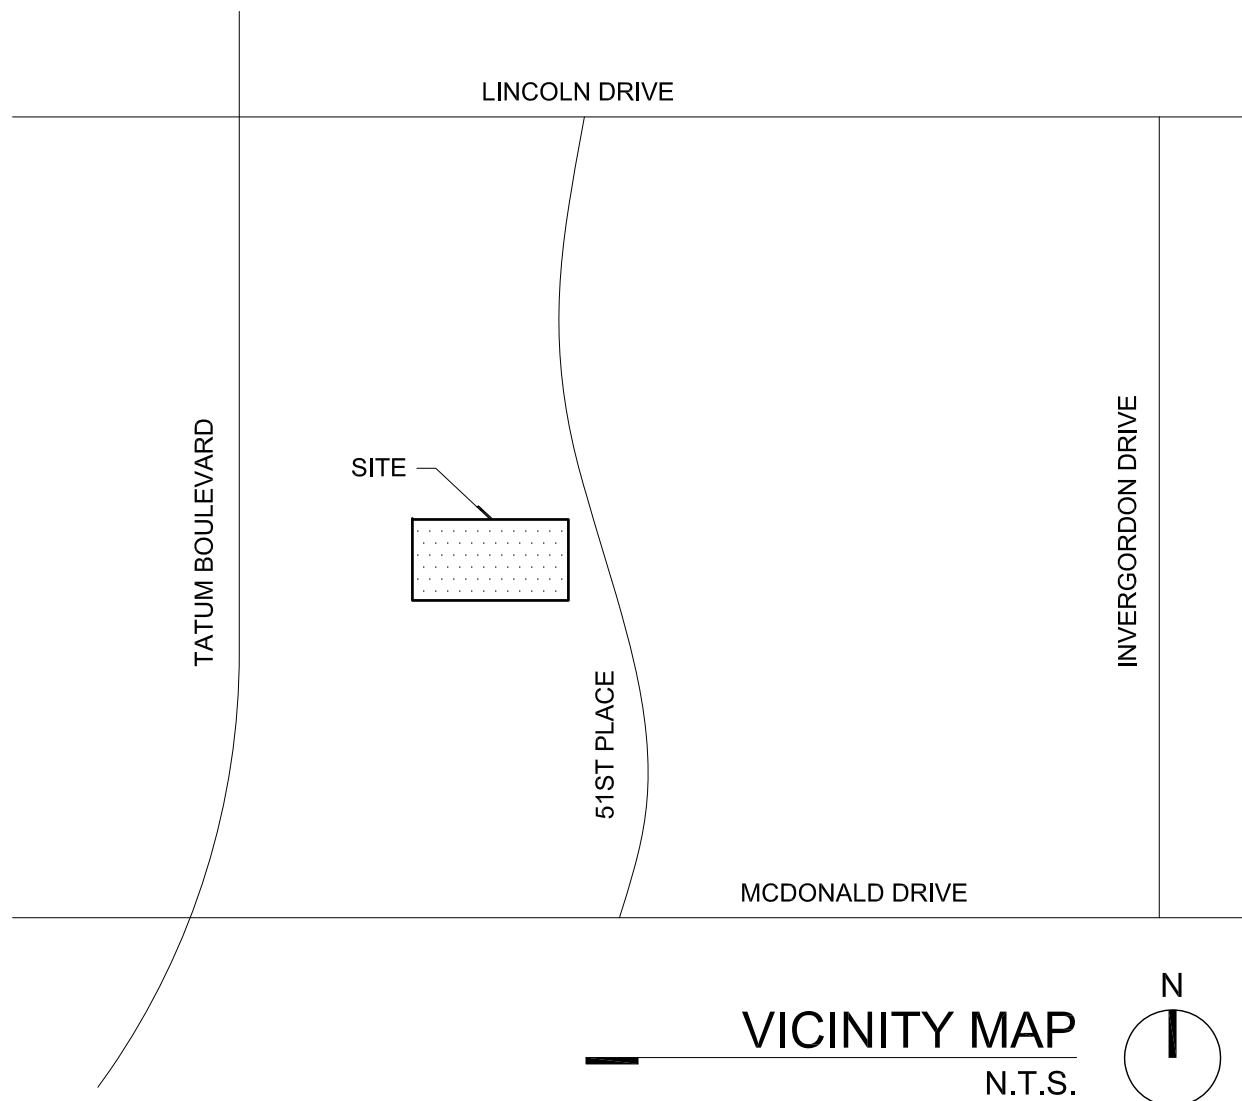 LINCOLN DRIVE
TATUM BOULEVARD
SITE
INVERGORDON DRIVE
51ST PLACE
MCDONALD DRIVE
N
VICINITY MAP
N.T.S.